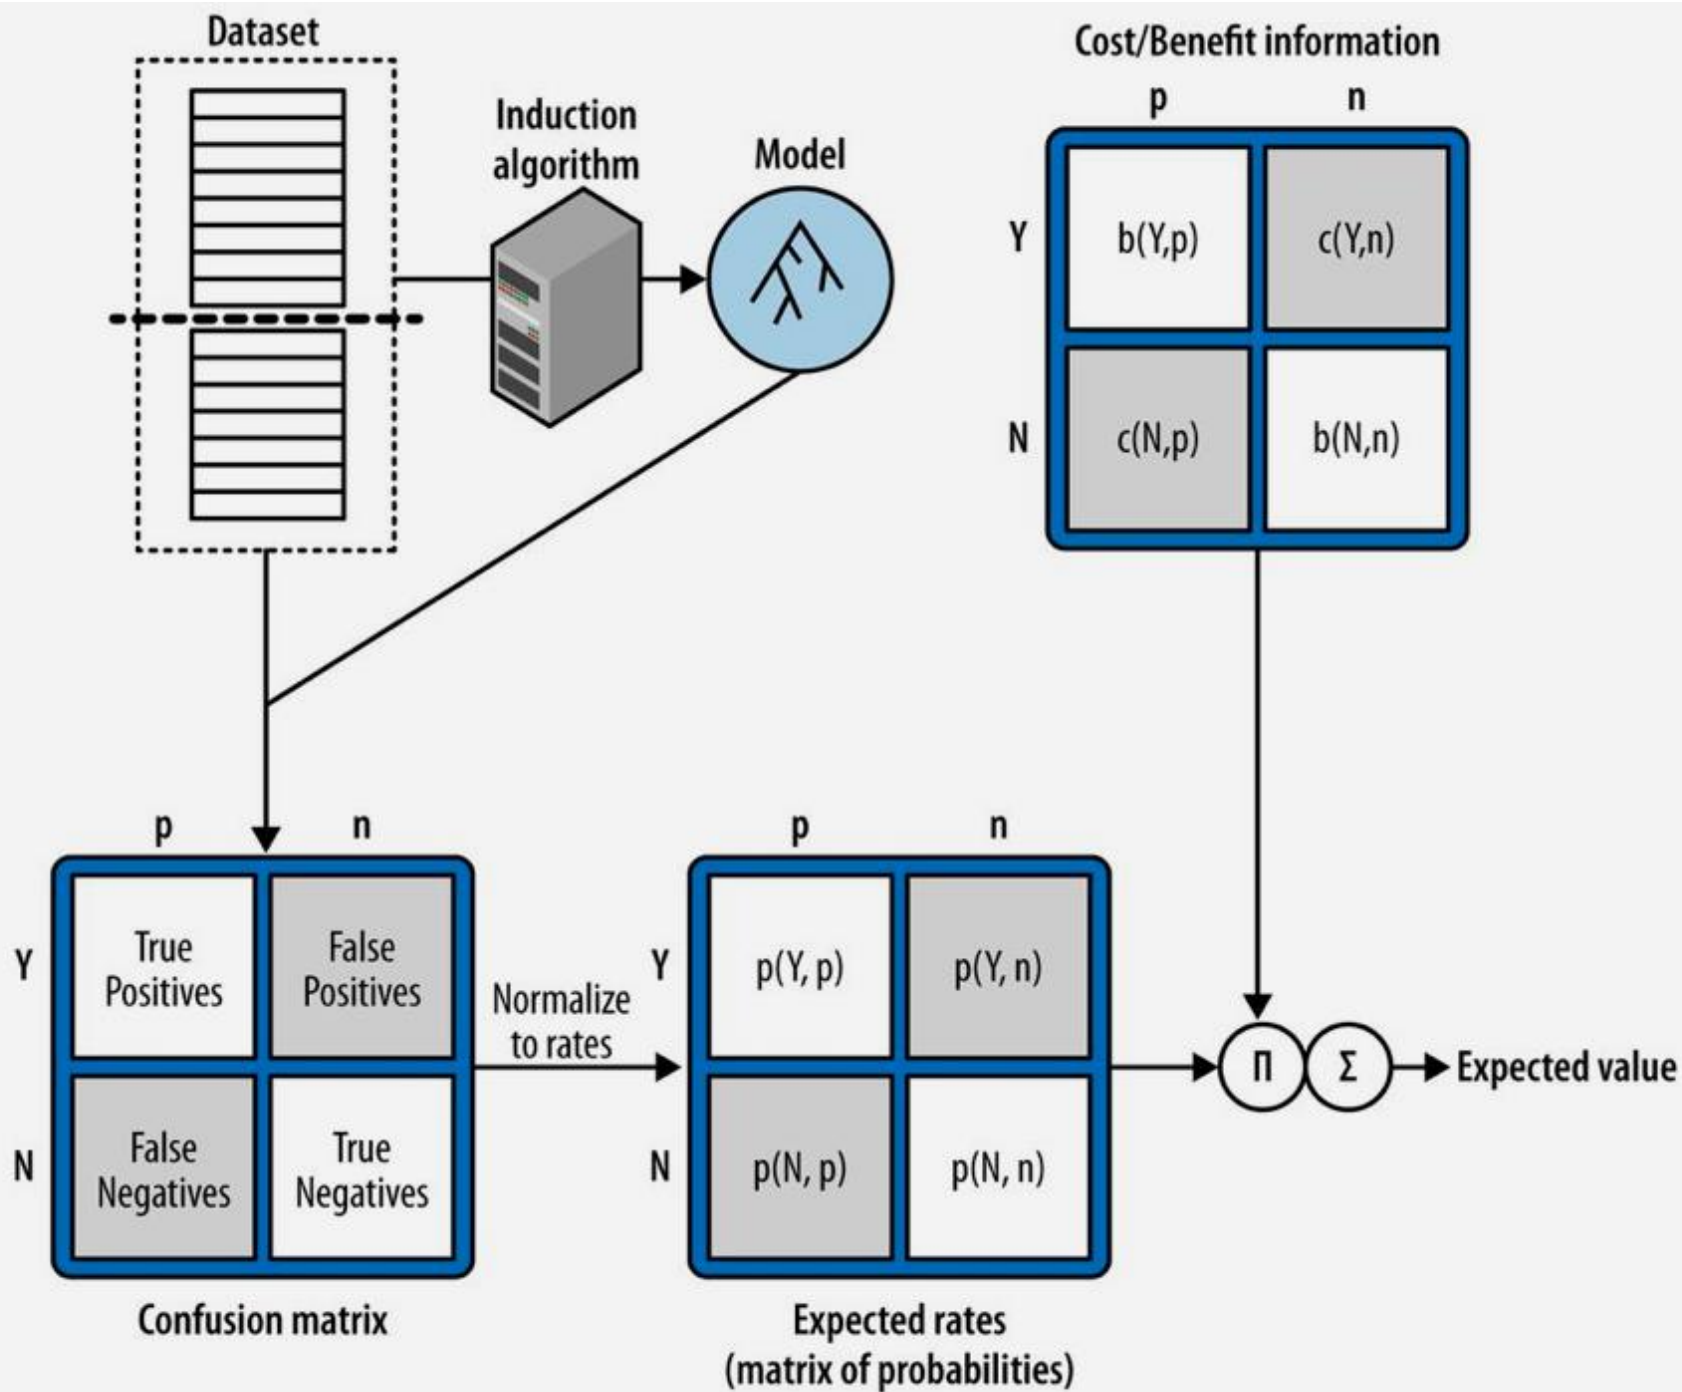 Dataset
Induction
algorithm
Model
Cost/Benefit information
p n
Y b(Y,p) c(Y,n)
N c(N,p) b(N,n)
p n
Y
True
Positives
False
Positives
N
False
Negatives
True
Negatives
Confusion matrix
Normalize
to rates
p n
Y p(Y, p) p(Y, n)
N p(N, p) p(N, n)
Expected rates
(matrix of probabilities)
Π Σ
Expected value